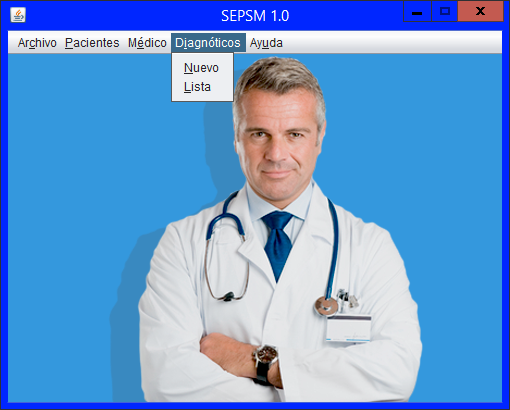 SEPSM 1.0
Archivo Pacientes Médico Diagnóticos Ayuda
Nuevo
Lista